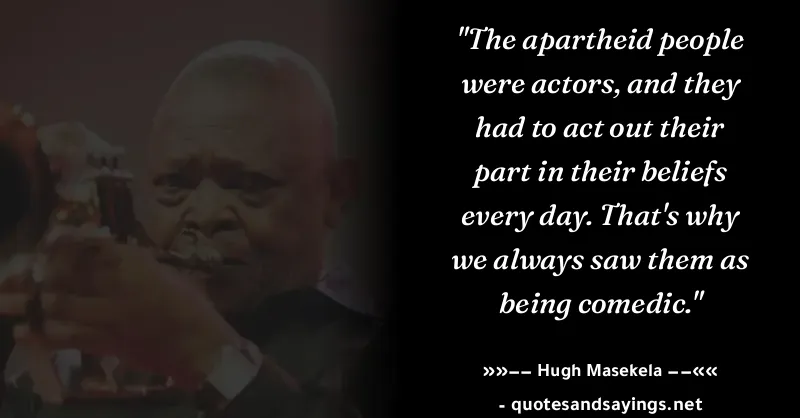 "The apartheid people
were actors, and they
had to act out their
part in their beliefs
every day. That's why
we always saw them as
being comedic."
»»−− Hugh Masekela −−««
- quotesandsayings.net